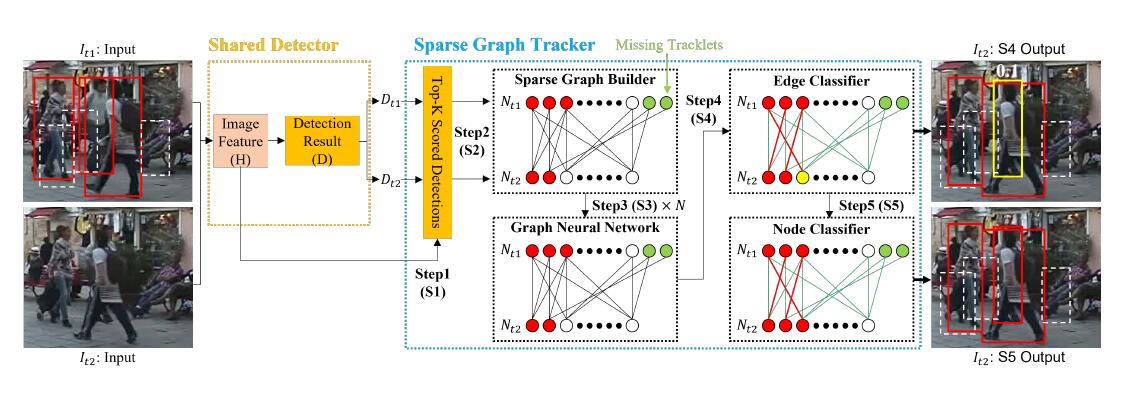 I_{t1}: Input
I_{t2}: Input
Shared Detector
Image
Feature
(H)
Detection
Result
(D)
D_{t1}
D_{t2}
Sparse Graph Tracker
Missing Tracklets
Top-K Scored Detections
Step1
(S1)
Step2
(S2)
Sparse Graph Builder
N_{t1}
N_{t2}
Step3 (S3) × N
Graph Neural Network
N_{t1}
N_{t2}
Step4
(S4)
Edge Classifier
N_{t1}
N_{t2}
Step5 (S5)
Node Classifier
N_{t1}
N_{t2}
I_{t2}: S4 Output
0.1
I_{t2}: S5 Output